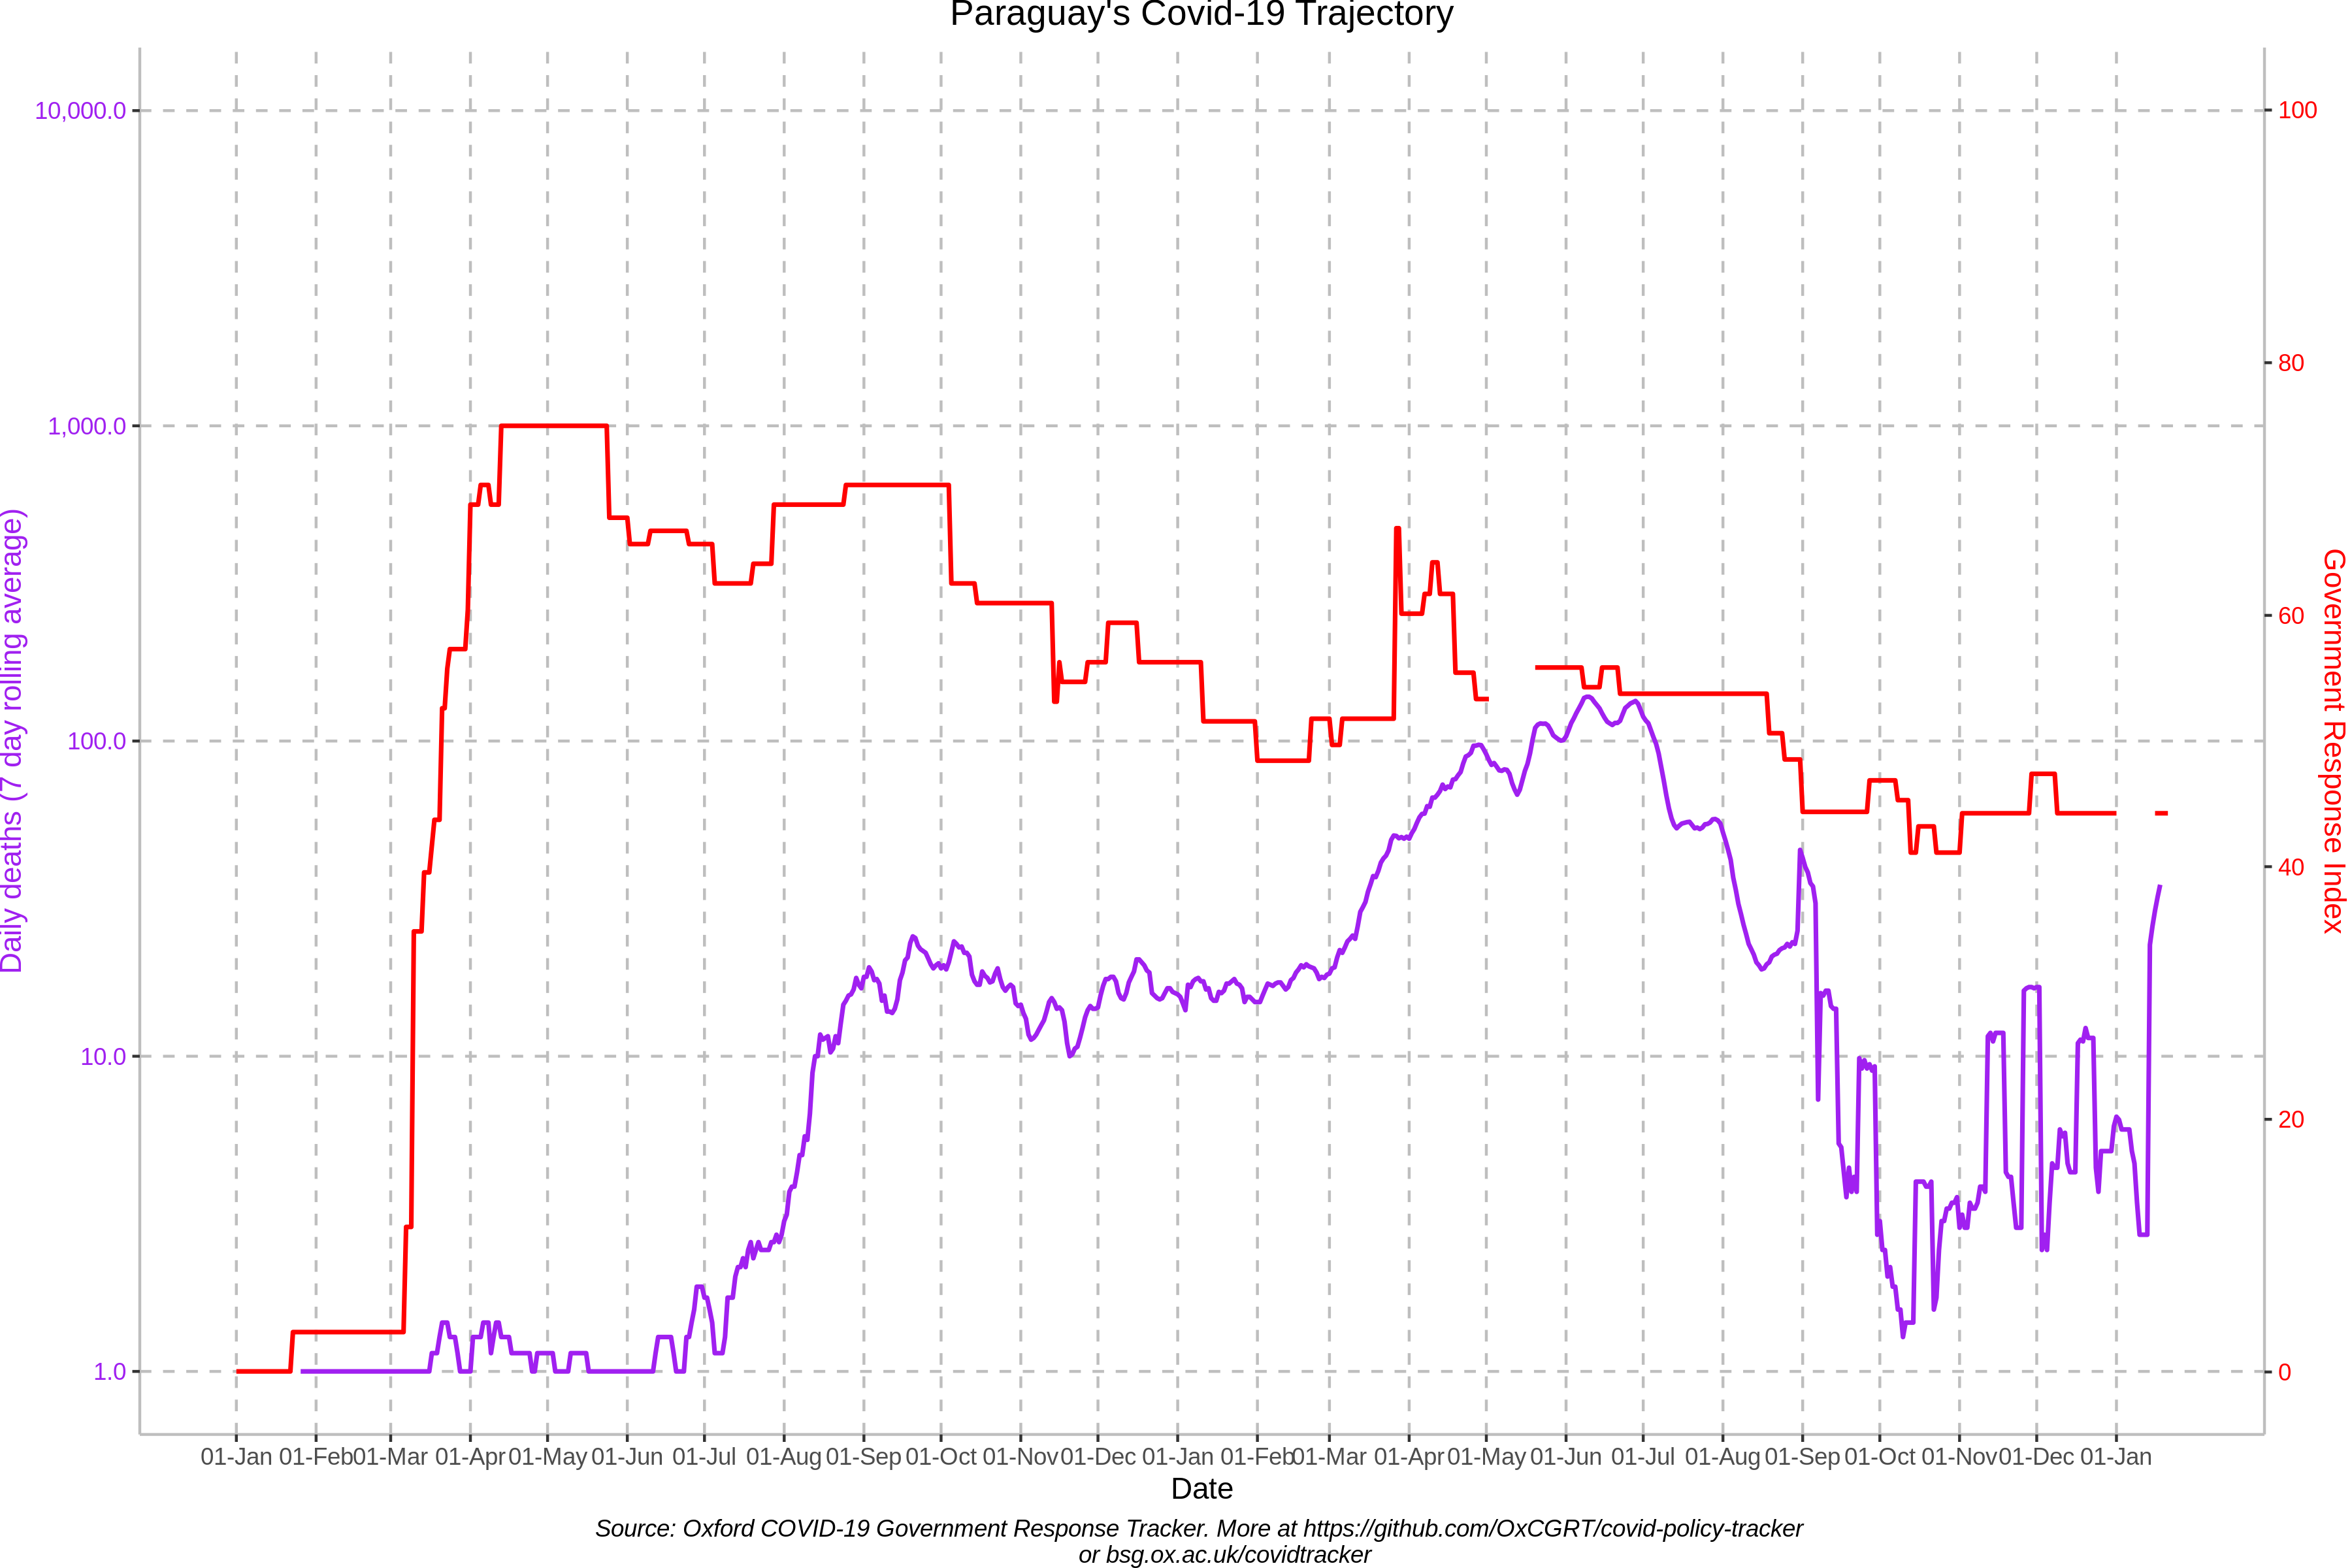 Paraguay's Covid-19 Trajectory
10,000.0
1,000.0
100.0
10.0
1.0
Daily deaths (7 day rolling average)
100
80
60
40
20
0
Government Response Index
01-Jan 01-Feb 01-Mar 01-Apr 01-May 01-Jun 01-Jul 01-Aug 01-Sep 01-Oct 01-Nov 01-Dec 01-Jan 01-Feb 01-Mar 01-Apr 01-May 01-Jun 01-Jul 01-Aug 01-Sep 01-Oct 01-Nov 01-Dec 01-Jan
Date
Source: Oxford COVID-19 Government Response Tracker. More at https://github.com/OxCGRT/covid-policy-tracker
or bsg.ox.ac.uk/covidtracker